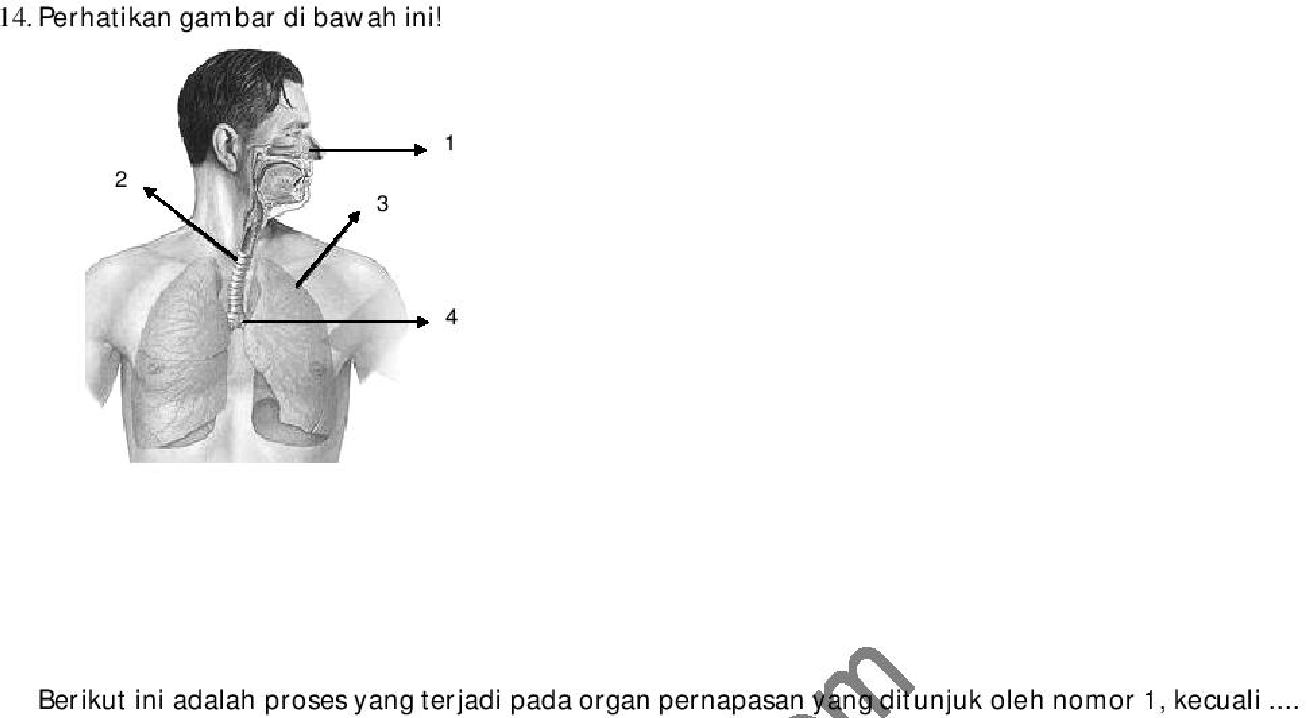 14. Perhatikan gambar di bawah ini!
1
2
3
4
om
Berikut ini adalah proses yang terjadi pada organ pernapasan yang ditunjuk oleh nomor 1, kecuali ....